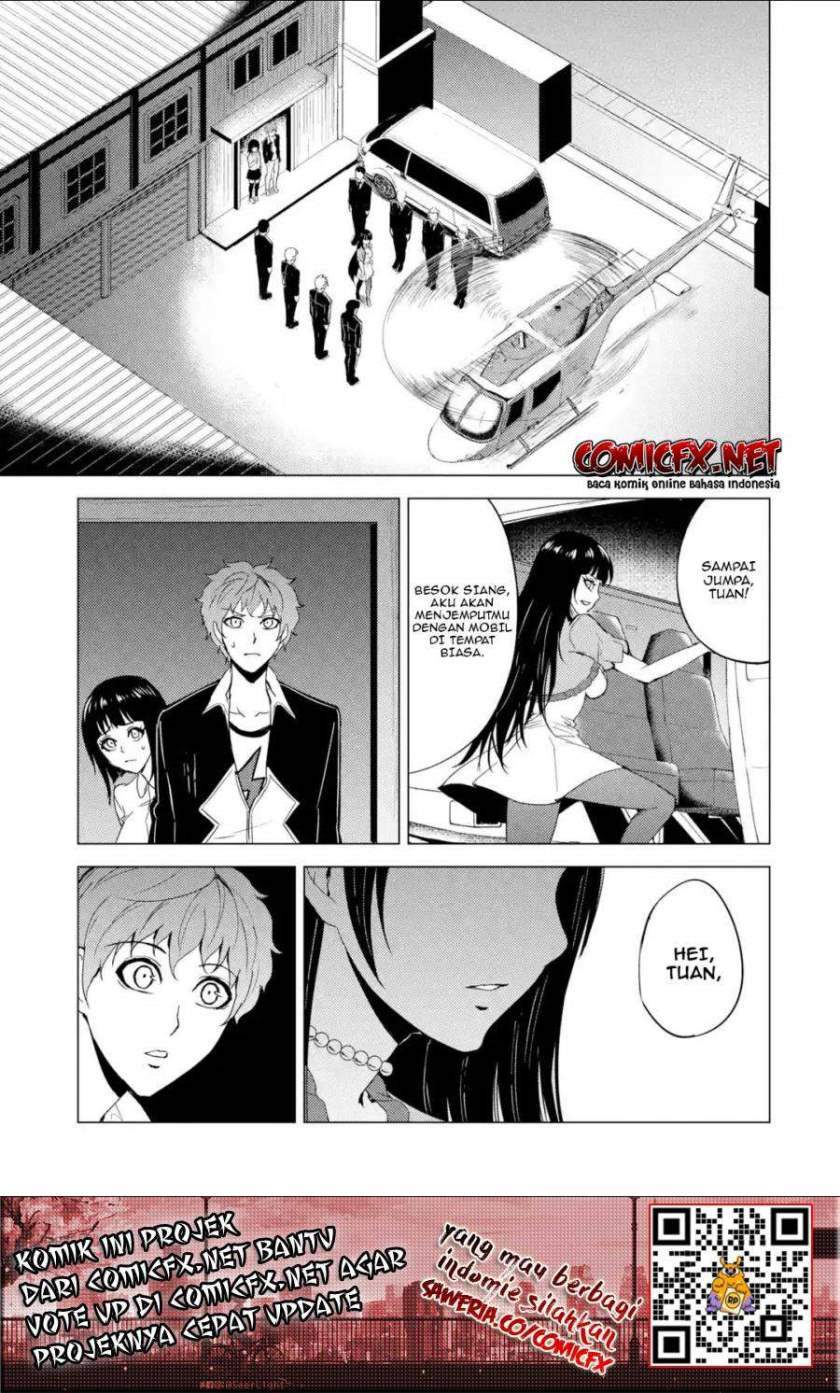 COMICFX.NET
Baca Komik Online Bahasa Indonesia
SAMPAI
JUMPA,
TUAN!
BESOK SIANG,
AKU AKAN
MENJEMPUTMU
DENGAN MOBIL
DI TEMPAT
BIASA.
HEI,
TUAN,
KOMIK INI PROJEK
DARI COMICFX.NET BANTU
VOTE UP DI COMICFX.NET AGAR
PROJEKNYA CEPAT UPDATE
yang mau berbagi
indomie silahkan
SAWERIA.CO/COMICFX
RP